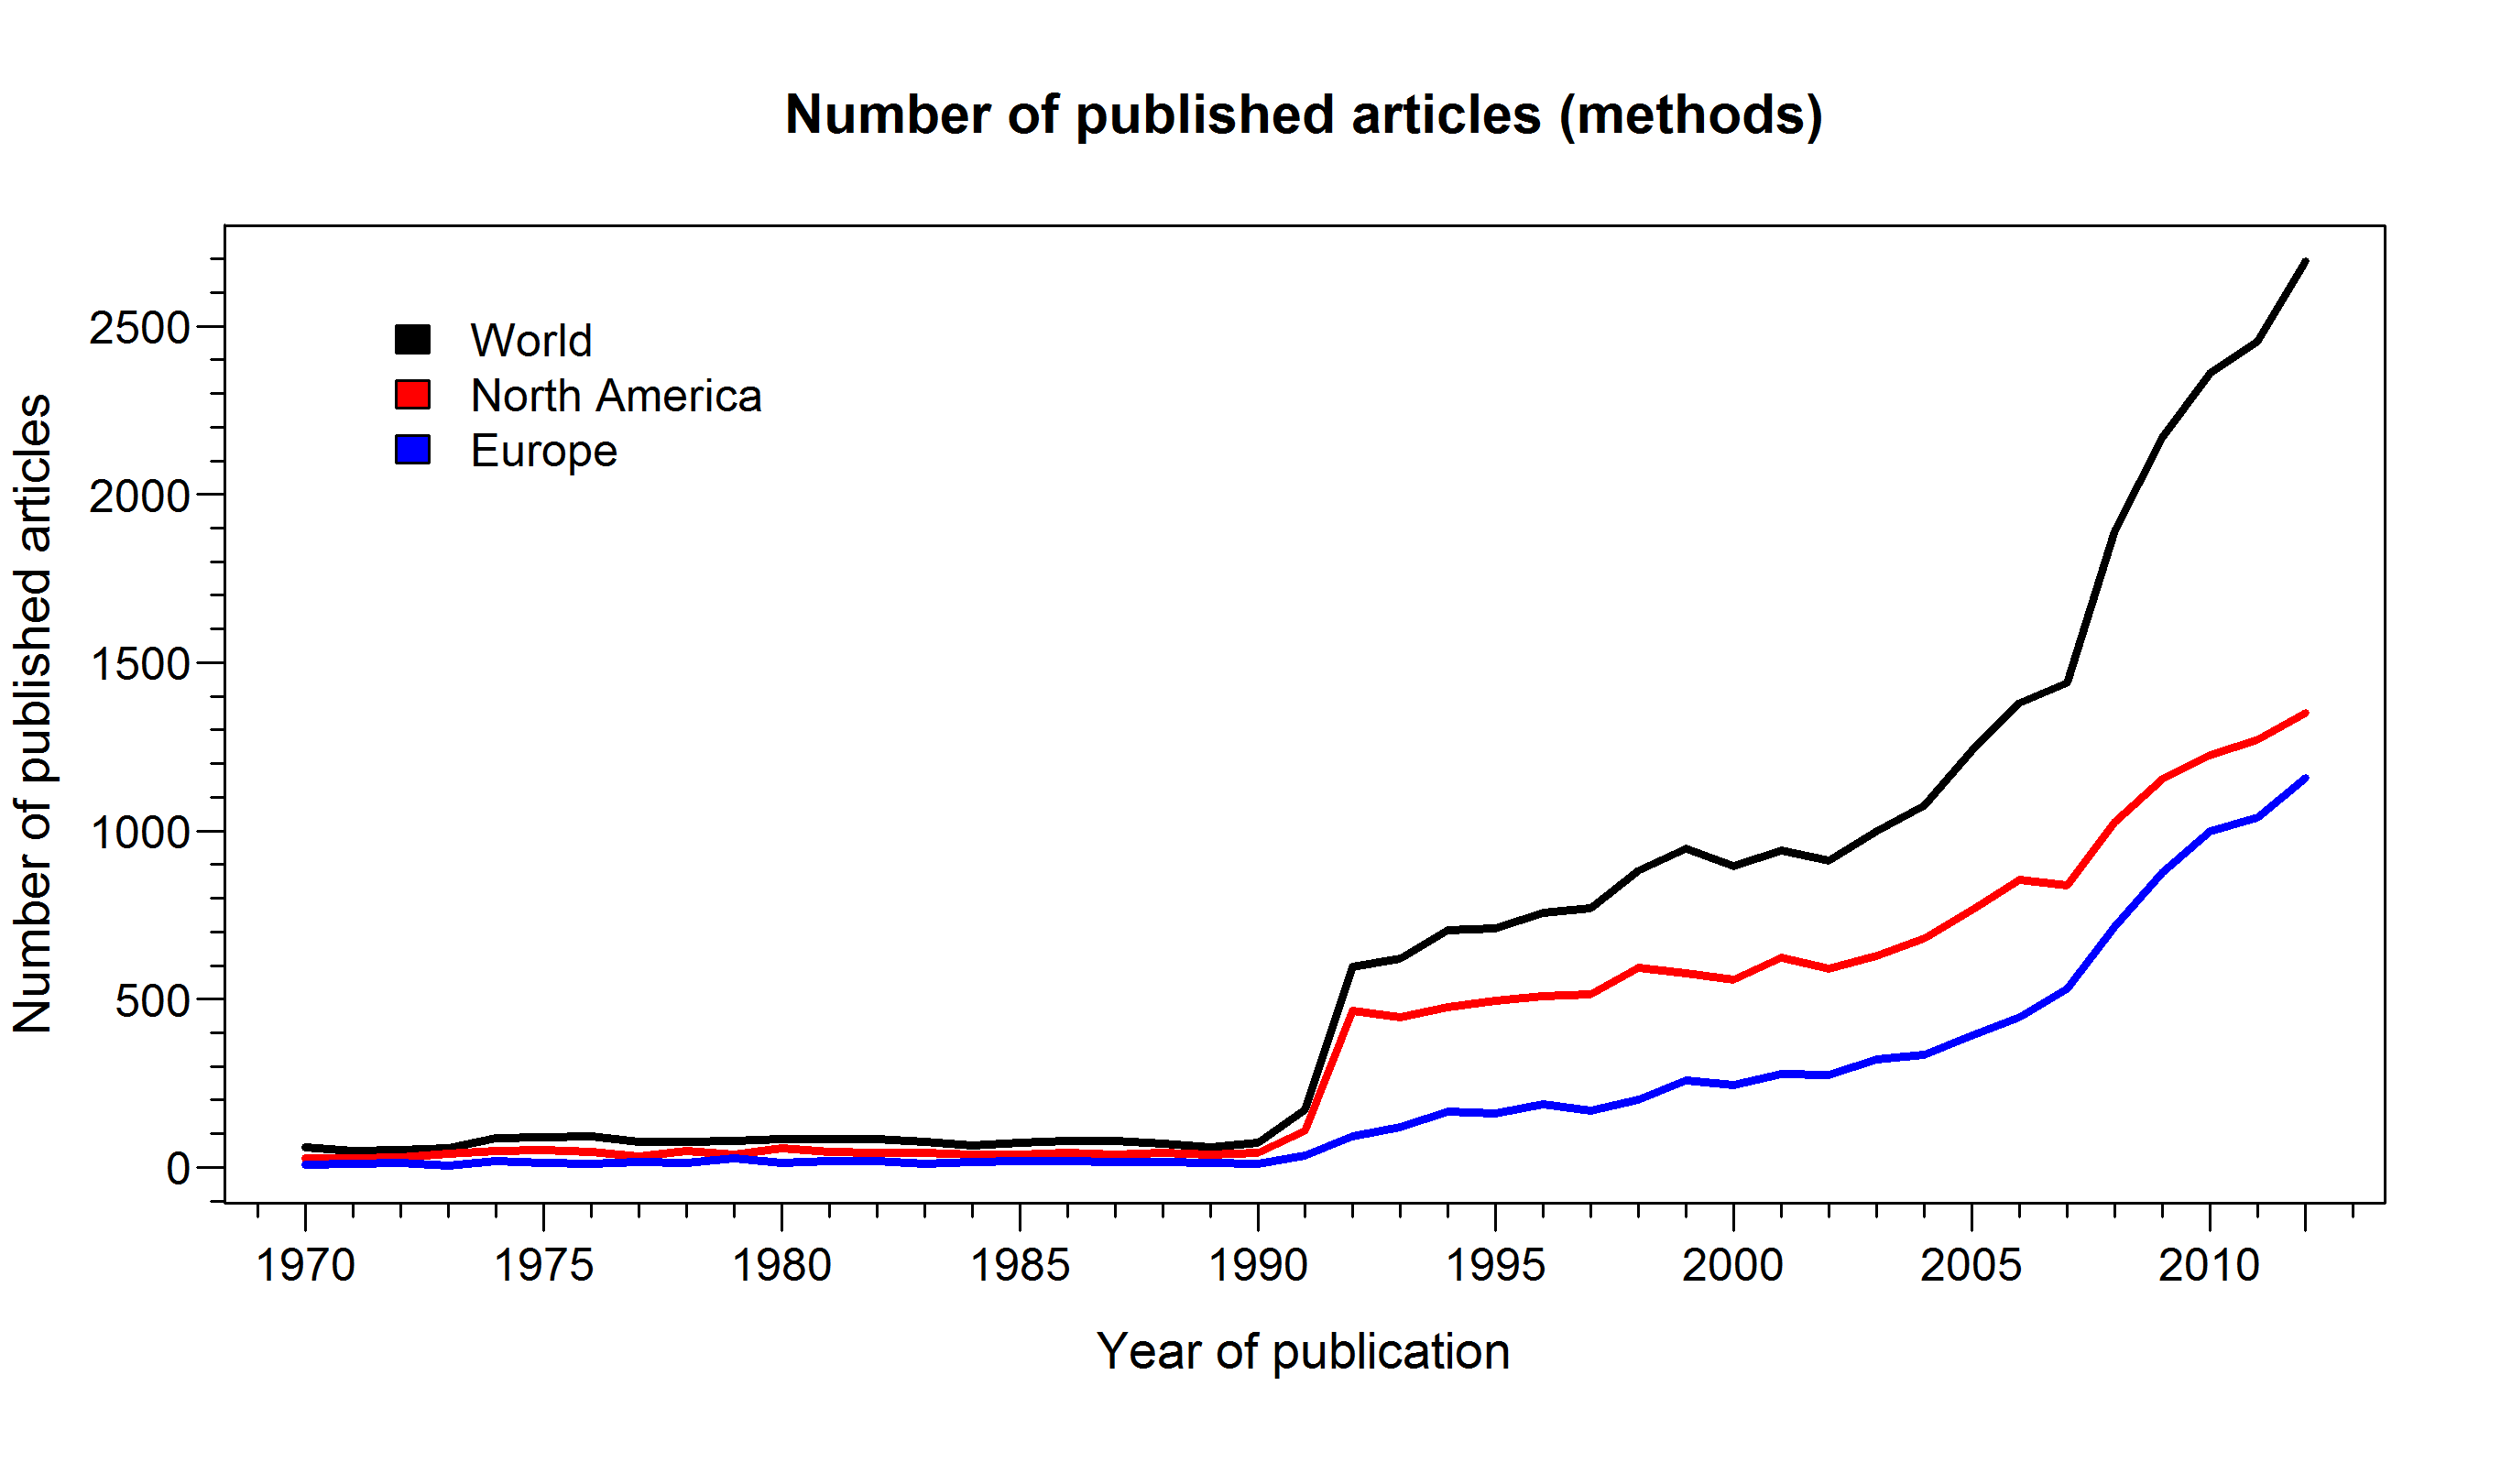 Number of published articles (methods)
Number of published articles
2500
2000
1500
1000
500
0
World
North America
Europe
1970 1975 1980 1985 1990 1995 2000 2005 2010
Year of publication